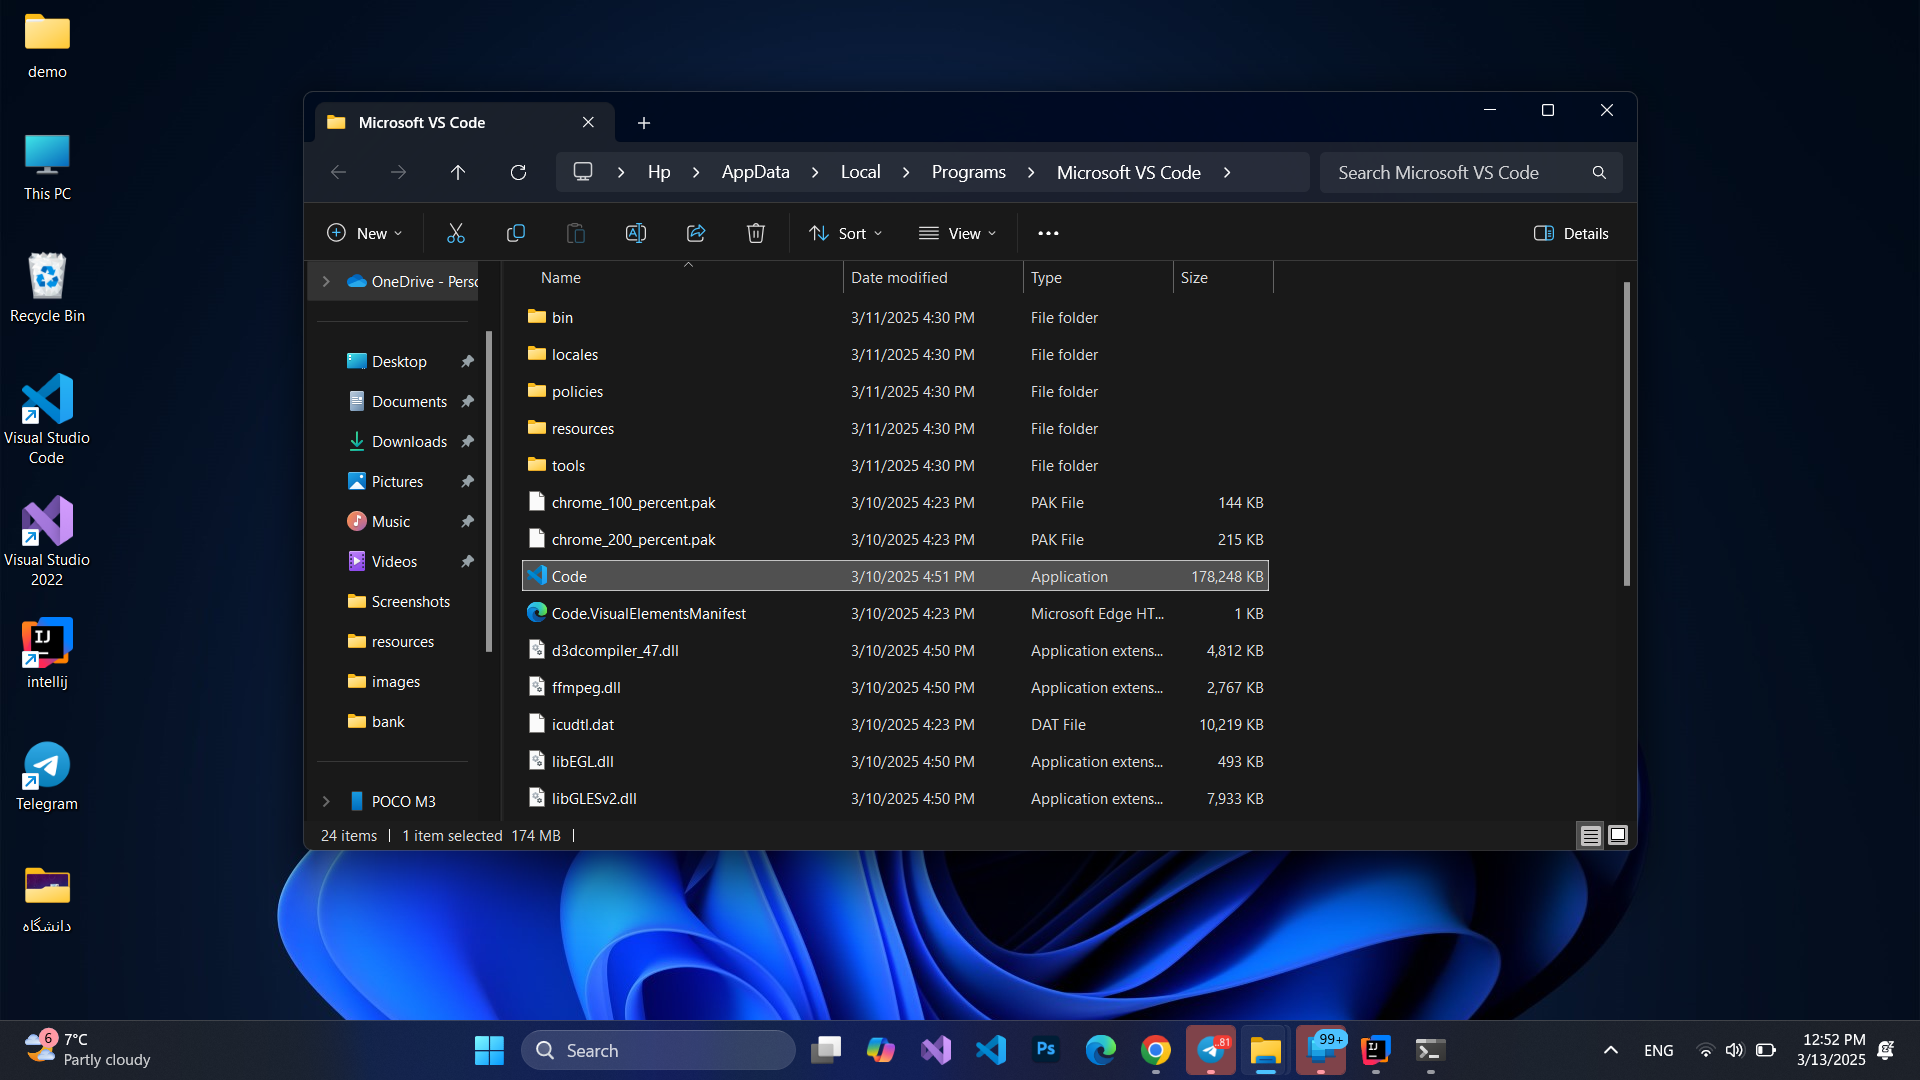 demo
This PC
Recycle Bin
Visual Studio
Code
Visual Studio
2022
IJ
intellij
Telegram
دانشگاه
Microsoft VS Code
Hp
AppData
Local
Programs
Microsoft VS Code
Search Microsoft VS Code
New
Sort
View
Details
OneDrive - Perso
Desktop
Documents
Downloads
Pictures
Music
Videos
Screenshots
resources
images
bank
POCO M3
Name Date modified Type Size
bin 3/11/2025 4:30 PM File folder
locales 3/11/2025 4:30 PM File folder
policies 3/11/2025 4:30 PM File folder
resources 3/11/2025 4:30 PM File folder
tools 3/11/2025 4:30 PM File folder
chrome_100_percent.pak 3/10/2025 4:23 PM PAK File 144 KB
chrome_200_percent.pak 3/10/2025 4:23 PM PAK File 215 KB
Code 3/10/2025 4:51 PM Application 178,248 KB
Code.VisualElementsManifest 3/10/2025 4:23 PM Microsoft Edge HT... 1 KB
d3dcompiler_47.dll 3/10/2025 4:50 PM Application extens... 4,812 KB
ffmpeg.dll 3/10/2025 4:50 PM Application extens... 2,767 KB
icudtl.dat 3/10/2025 4:23 PM DAT File 10,219 KB
libEGL.dll 3/10/2025 4:50 PM Application extens... 493 KB
libGLESv2.dll 3/10/2025 4:50 PM Application extens... 7,933 KB
24 items 1 item selected 174 MB
6
7°C
Partly cloudy
Search
Ps
..81
99+
IJ
ENG
12:52 PM
3/13/2025